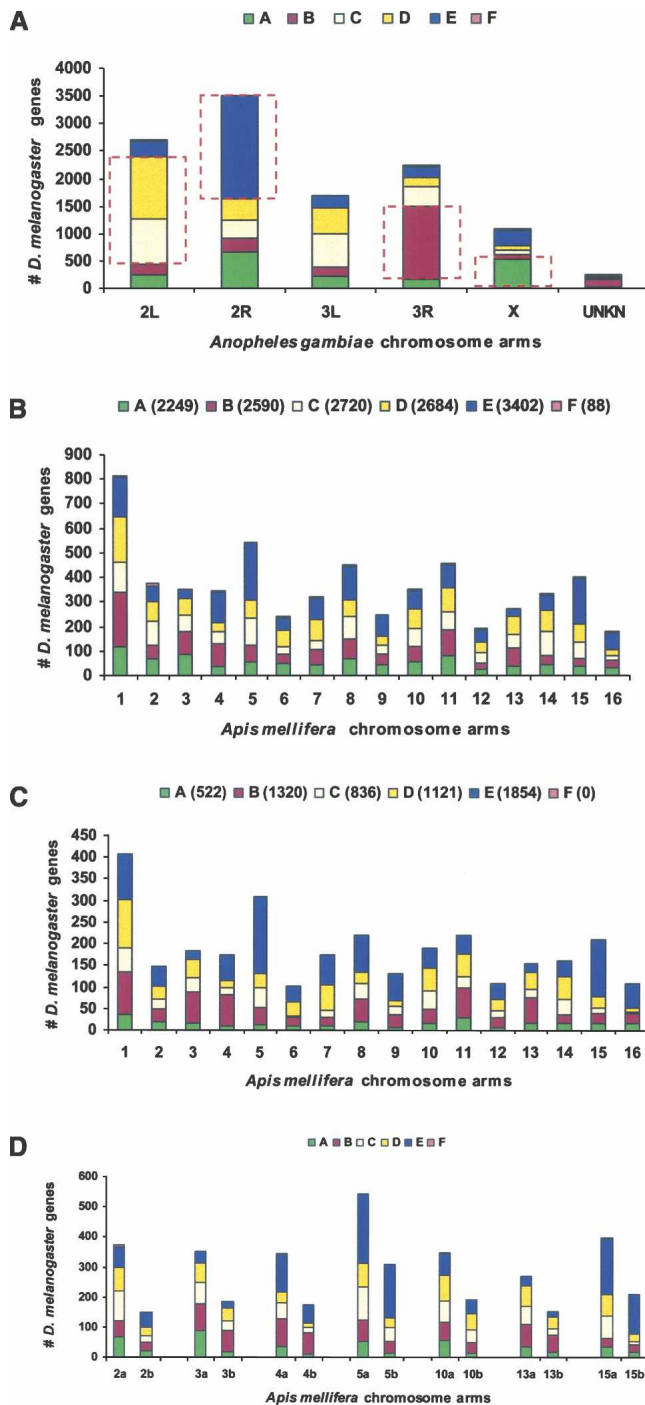 A
A B C D E F
# D. melanogaster genes
4000
3500
3000
2500
2000
1500
1000
500
0
2L 2R 3L 3R X UNKN
Anopheles gambiae chromosome arms
B
A (2249) B (2590) C (2720) D (2684) E (3402) F (88)
# D. melanogaster genes
900
800
700
600
500
400
300
200
100
0
1 2 3 4 5 6 7 8 9 10 11 12 13 14 15 16
Apis mellifera chromosome arms
C
A (522) B (1320) C (836) D (1121) E (1854) F (0)
# D. melanogaster genes
450
400
350
300
250
200
150
100
50
0
1 2 3 4 5 6 7 8 9 10 11 12 13 14 15 16
Apis mellifera chromosome arms
D
A B C D E F
# D. melanogaster genes
600
500
400
300
200
100
0
2a 2b 3a 3b 4a 4b 5a 5b 10a 10b 13a 13b 15a 15b
Apis mellifera chromosome arms